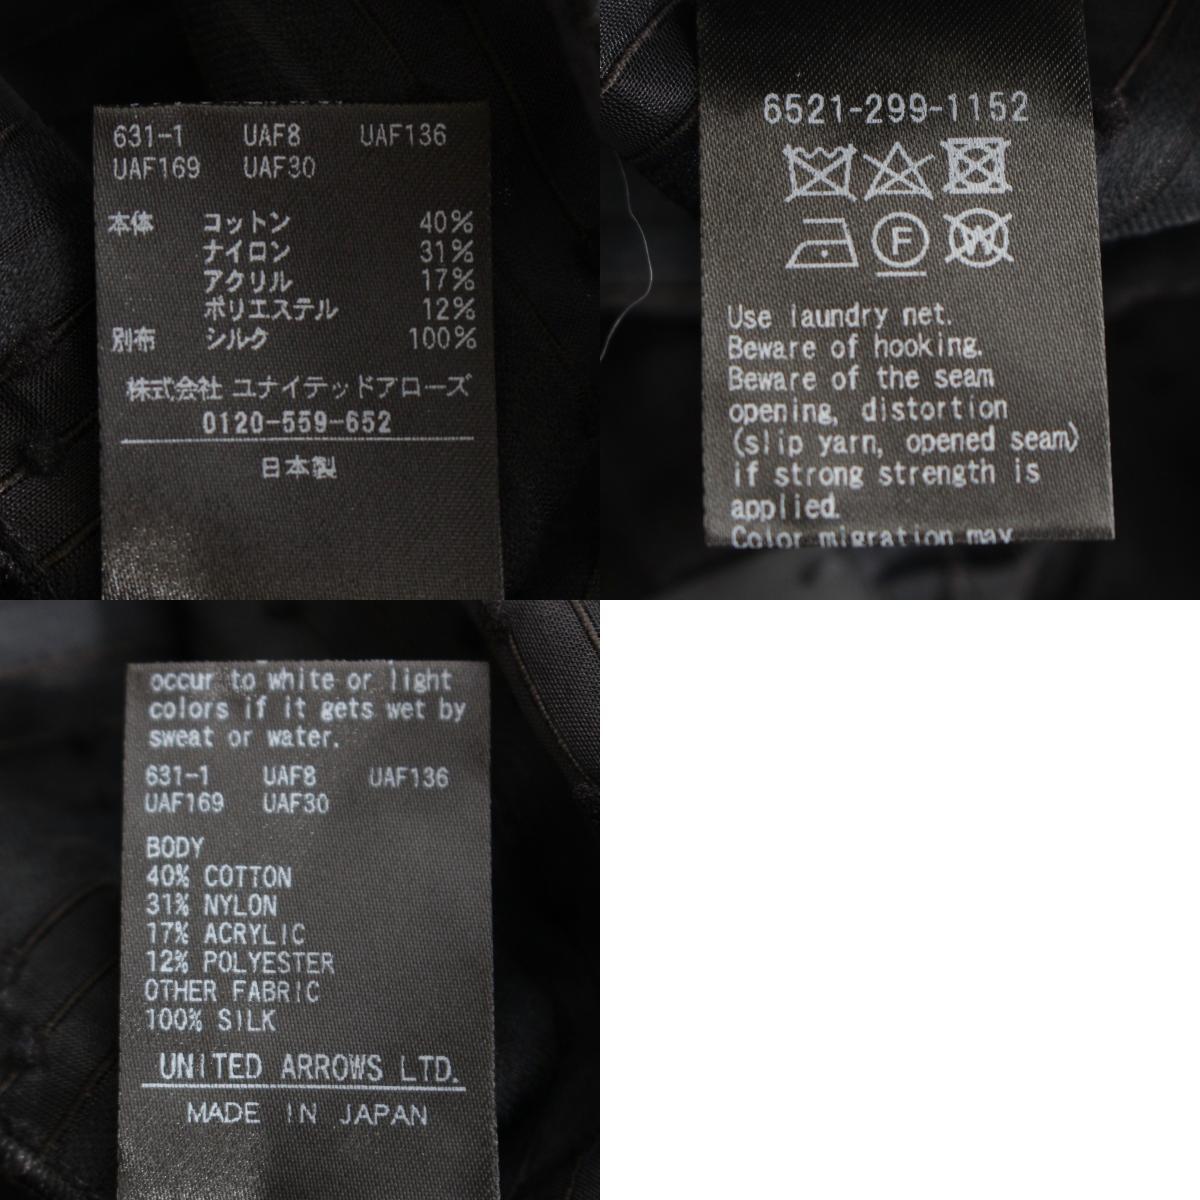 631-1 UAF8 UAF136
UAF169 UAF30
本体 コットン 40%
ナイロン 31%
アクリル 17%
ポリエステル 12%
別布 シルク 100%
株式会社 ユナイテッドアローズ
0120-559-652
日本製
6521-299-1152
F W
Use laundry net.
Beware of hooking.
Beware of the seam
opening, distortion
(slip yarn, opened seam)
if strong strength is
applied.
Color migration may
occur to white or light
colors if it gets wet by
sweat or water.
631-1 UAF8 UAF136
UAF169 UAF30
BODY
40% COTTON
31% NYLON
17% ACRYLIC
12% POLYESTER
OTHER FABRIC
100% SILK
UNITED ARROWS LTD.
MADE IN JAPAN